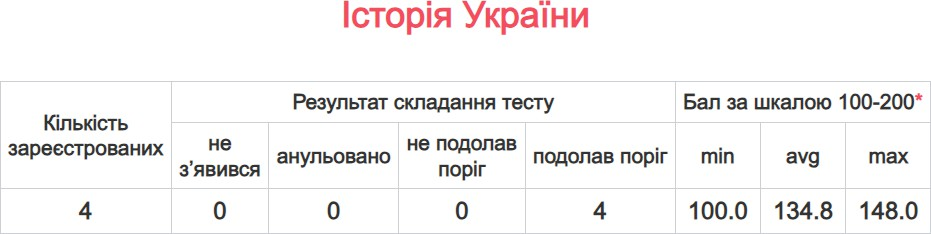 Історія України
Кількість зареєстрованих
Результат складання тесту
Бал за шкалою 100-200*
не з’явився
анульовано
не подолав поріг
подолав поріг
min
avg
max
4 0 0 0 4 100.0 134.8 148.0